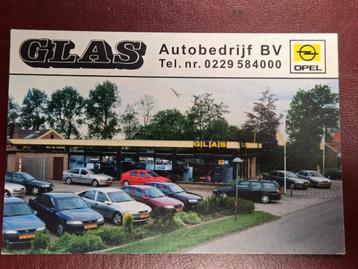 GLAS
Autobedrijf BV
Tel. nr. 0229 584000
OPEL
GLAS